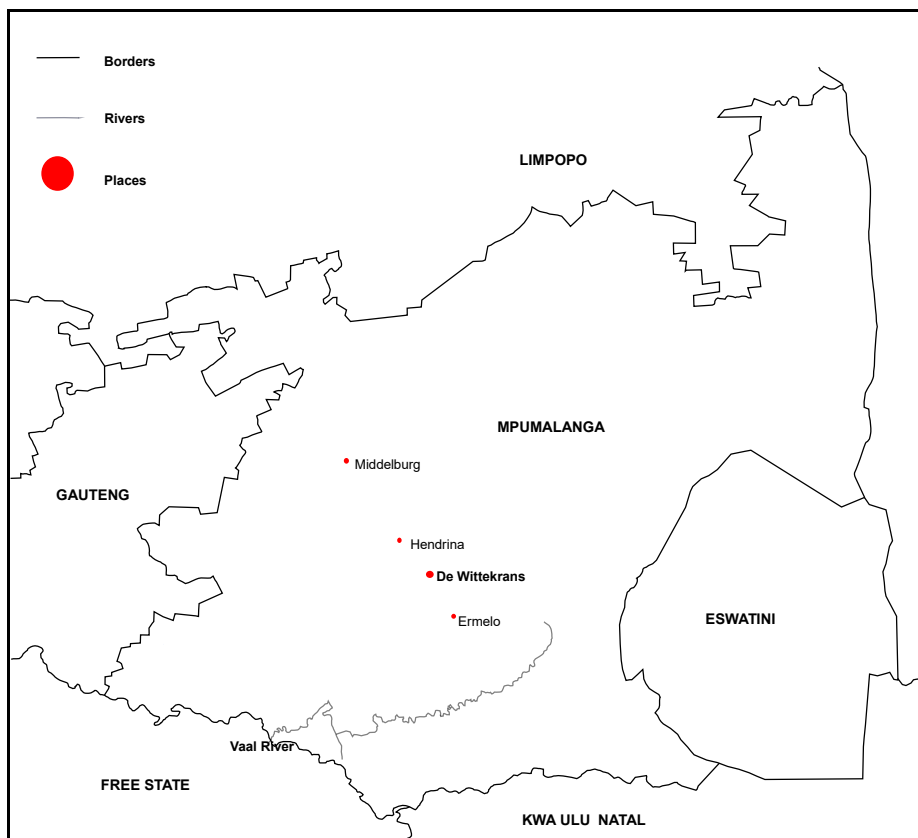 Borders
Rivers
Places
LIMPOPO
MPUMALANGA
Middelburg
GAUTENG
Hendrina
De Wittekrans
Ermelo
ESWATINI
Vaal River
FREE STATE
KWA ULU NATAL